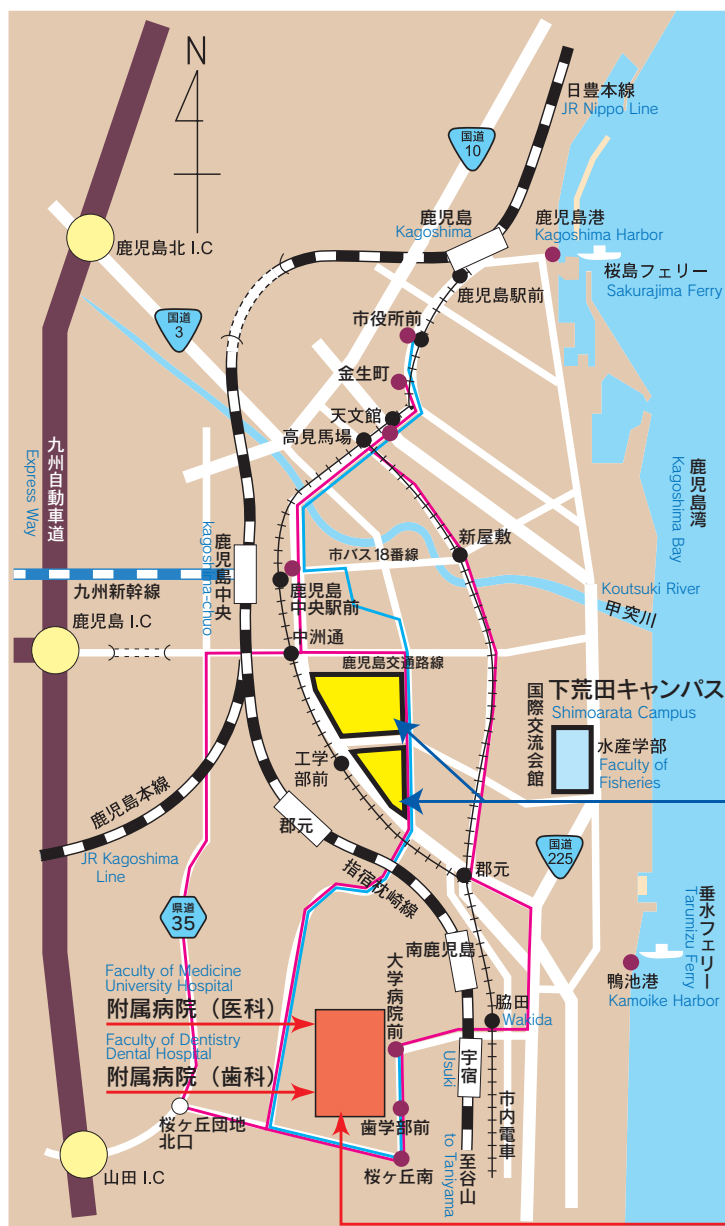 N
日豊本線
JR Nippo Line
国道
10
鹿児島
Kagoshima
鹿児島港
Kagoshima Harbor
鹿児島北 I.C
桜島フェリー
Sakurajima Ferry
鹿児島駅前
国道
3
市役所前
金生町
天文館
高見馬場
九州自動車道
Express Way
鹿児島湾
Kagoshima Bay
新屋敷
市バス18番線
鹿児島中央
kagoshima-chuo
九州新幹線
鹿児島
中央駅前
Koutsuki River
甲突川
鹿児島 I.C
中洲通
鹿児島交通路線
国際交流会館
下荒田キャンパス
Shimoarata Campus
水産学部
Faculty of
Fisheries
工学
部前
鹿児島本線
JR Kagoshima
Line
郡元
国道
225
郡元
指宿枕崎線
県道
35
垂水フェリー
Tarumizu Ferry
南鹿児島
大学病院前
鴨池港
Kamoike Harbor
Faculty of Medicine
University Hospital
附属病院（医科）
脇田
Wakida
Faculty of Dentistry
Dental Hospital
附属病院（歯科）
宇宿
Usuki
市内電車
歯学部前
桜ヶ丘団地
北口
至谷山
to Taniyama
桜ヶ丘南
山田 I.C